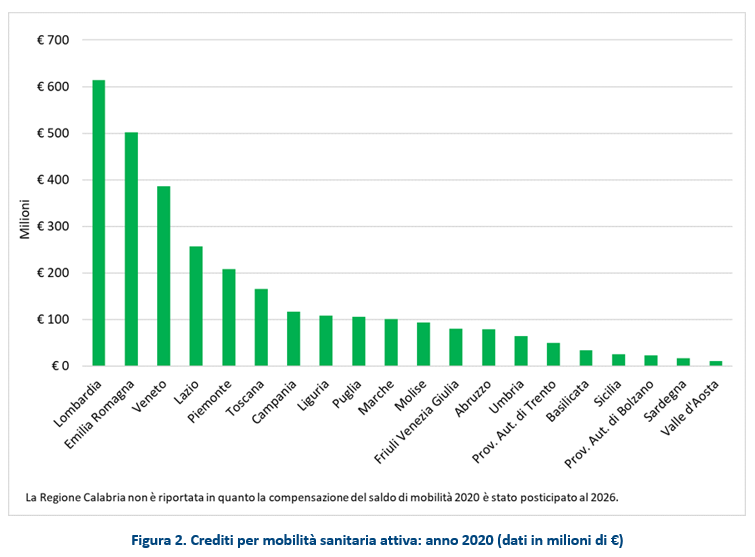 € 700
€ 600
€ 500
€ 400
€ 300
€ 200
€ 100
€ 0
Milioni
Lombardia
Emilia Romagna
Veneto
Lazio
Piemonte
Toscana
Campania
Liguria
Puglia
Marche
Molise
Friuli Venezia Giulia
Abruzzo
Umbria
Prov. Aut. di Trento
Basilicata
Sicilia
Prov. Aut. di Bolzano
Sardegna
Valle d'Aosta
La Regione Calabria non è riportata in quanto la compensazione del saldo di mobilità 2020 è stato posticipato al 2026.
Figura 2. Crediti per mobilità sanitaria attiva: anno 2020 (dati in milioni di €)